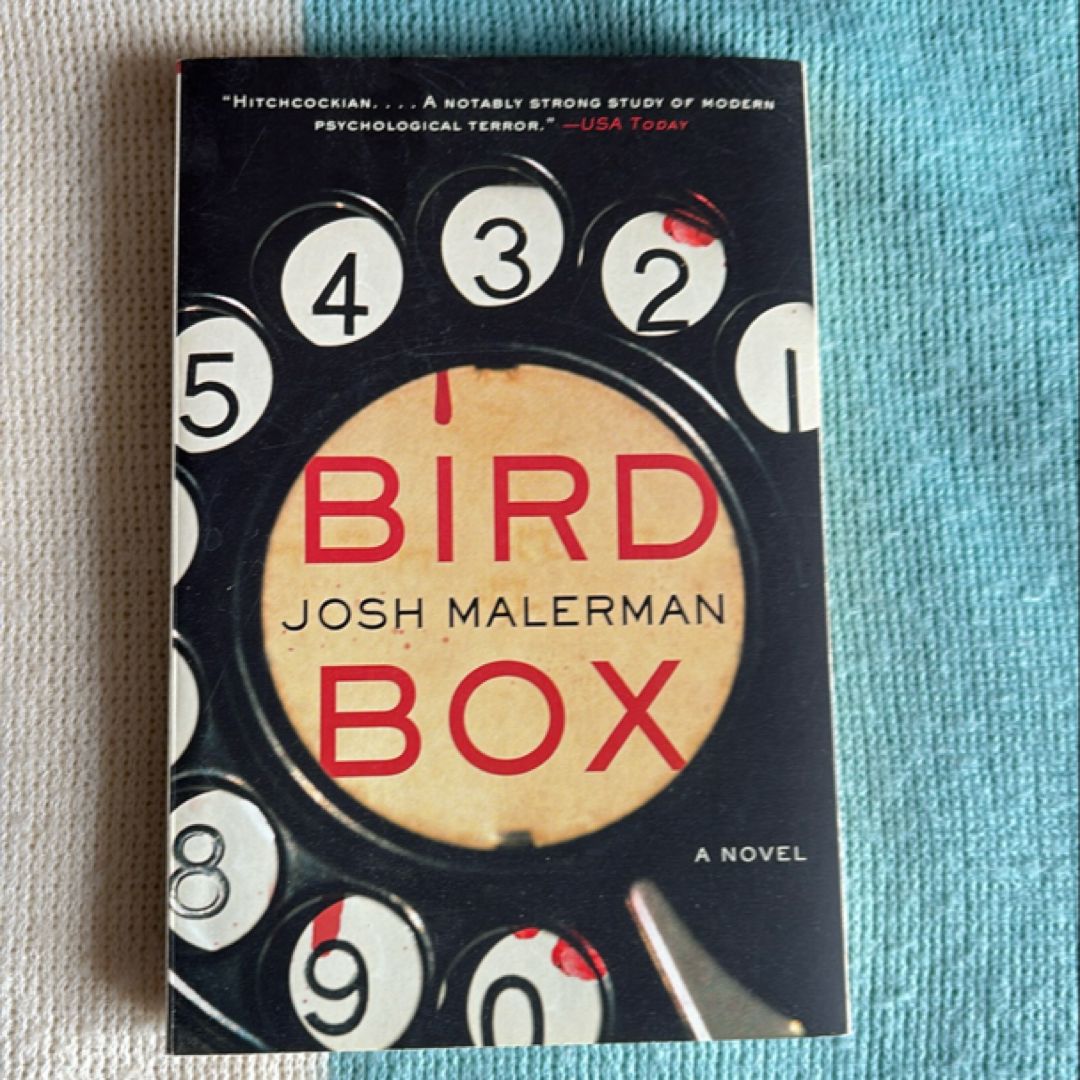 "HITCHCOCKIAN. . . . A NOTABLY STRONG STUDY OF MODERN
PSYCHOLOGICAL TERROR." —USA TODAY
4 3 2
5 1
BIRD
JOSH MALERMAN
BOX
8
A NOVEL
9 0